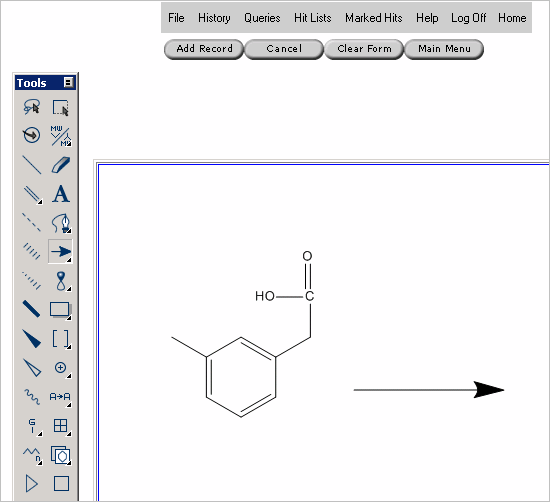 File History Queries Hit Lists Marked Hits Help Log Off Home
Add Record Cancel Clear Form Main Menu
Tools
MW
A
A→A
G
n
O
HO C